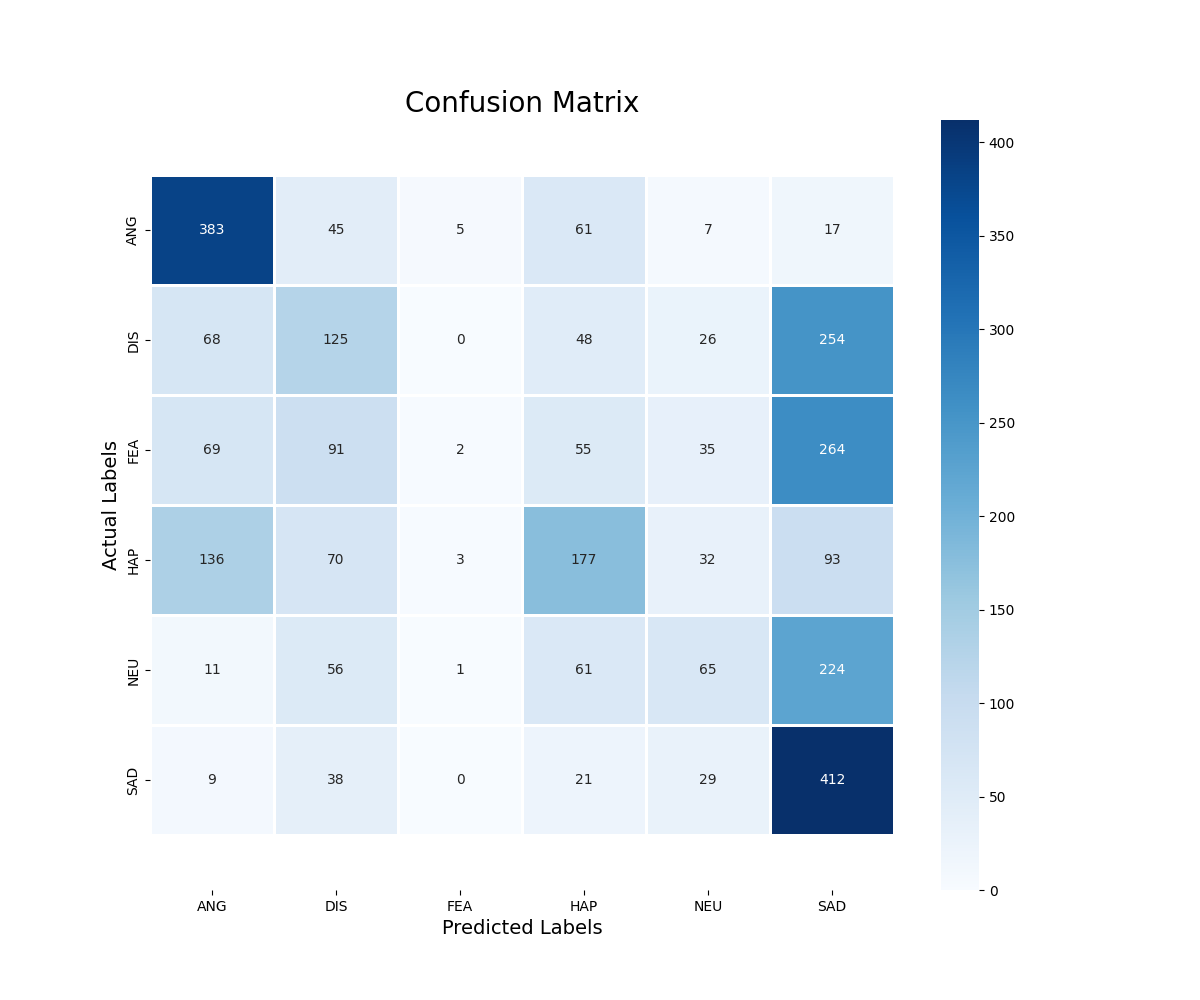 Confusion Matrix
400
ANG 383 45 5 61 7 17
350
DIS 68 125 0 48 26 254
300
250
FEA 69 91 2 55 35 264
200
HAP 136 70 3 177 32 93
150
100
NEU 11 56 1 61 65 224
50
SAD 9 38 0 21 29 412
0
Actual Labels
ANG DIS FEA HAP NEU SAD
Predicted Labels